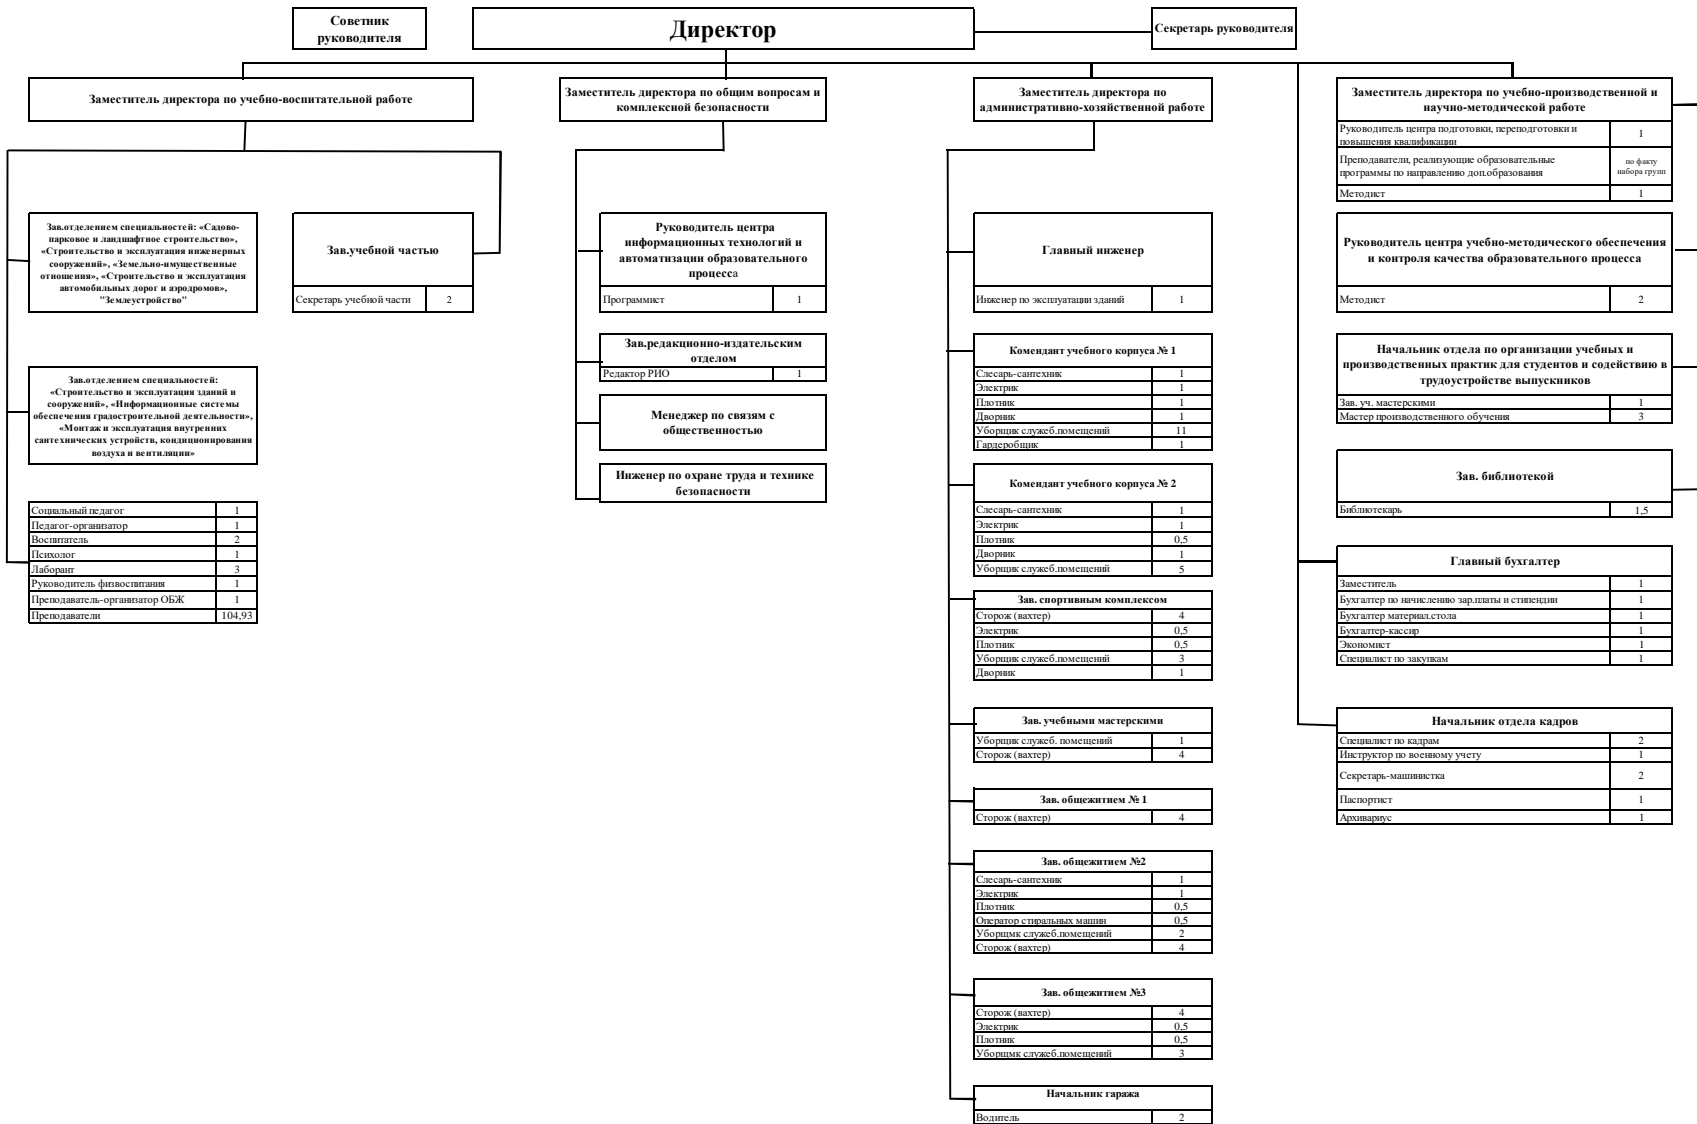 Советник
руководителя
Директор
Секретарь руководителя
Заместитель директора по учебно-воспитательной работе
Зав.отделением специальностей: «Садово-
парковое и ландшафтное строительство»,
«Строительство и эксплуатация инженерных
сооружений», «Земельно-имущественные
отношения», «Строительство и эксплуатация
автомобильных дорог и аэродромов»,
"Землеустройство"
Зав.учебной частью
Секретарь учебной части 2
Зав.отделением специальностей:
«Строительство и эксплуатация зданий и
сооружений», «Информационные системы
обеспечения градостроительной деятельности»,
«Монтаж и эксплуатация внутренних
сантехнических устройств, кондиционирования
воздуха и вентиляции»
Социальный педагог 1
Педагог-организатор 1
Воспитатель 2
Психолог 1
Лаборант 3
Руководитель физвоспитания 1
Преподаватель-организатор ОБЖ 1
Преподаватели 104,93
Заместитель директора по общим вопросам и
комплексной безопасности
Руководитель центра
информационных технологий и
автоматизации образовательного
процесса
Программист 1
Зав.редакционно-издательским
отделом
Редактор РИО 1
Менеджер по связям с
общественностью
Инженер по охране труда и технике
безопасности
Заместитель директора по
административно-хозяйственной работе
Главный инженер
Инженер по эксплуатации зданий 1
Комендант учебного корпуса № 1
Слесарь-сантехник 1
Электрик 1
Плотник 1
Дворник 1
Уборщик служеб.помещений 11
Гардеробщик 1
Комендант учебного корпуса № 2
Слесарь-сантехник 1
Электрик 1
Плотник 0,5
Дворник 1
Уборщик служеб.помещений 5
Зав. спортивным комплексом
Сторож (вахтер) 4
Электрик 0,5
Плотник 0,5
Уборщик служеб.помещений 3
Дворник 1
Зав. учебными мастерскими
Уборщик служеб. помещений 1
Сторож (вахтер) 4
Зав. общежитием № 1
Сторож (вахтер) 4
Зав. общежитием №2
Слесарь-сантехник 1
Электрик 1
Плотник 0,5
Оператор стиральных машин 0,5
Уборщмк служеб.помещений 2
Сторож (вахтер) 4
Зав. общежитием №3
Сторож (вахтер) 4
Электрик 0,5
Плотник 0,5
Уборщмк служеб.помещений 3
Начальник гаража
Водитель 2
Заместитель директора по учебно-производственной и
научно-методической работе
Руководитель центра подготовки, переподготовки и
повышения квалификации 1
Преподаватели, реализующие образовательные
программы по направлению доп.образования
по факту
набора групп
Методист 1
Руководитель центра учебно-методического обеспечения
и контроля качества образовательного процесса
Методист 2
Начальник отдела по организации учебных и
производственных практик для студентов и содействию в
трудоустройстве выпускников
Зав. уч. мастерскими 1
Мастер производственного обучения 3
Зав. библиотекой
Библиотекарь 1,5
Главный бухгалтер
Заместитель 1
Бухгалтер по начислению зар.платы и стипендии 1
Бухгалтер материал.стола 1
Бухгалтер-кассир 1
Экономист 1
Специалист по закупкам 1
Начальник отдела кадров
Специалист по кадрам 2
Инструктор по военному учету 1
Секретарь-машинистка 2
Паспортист 1
Архивариус 1